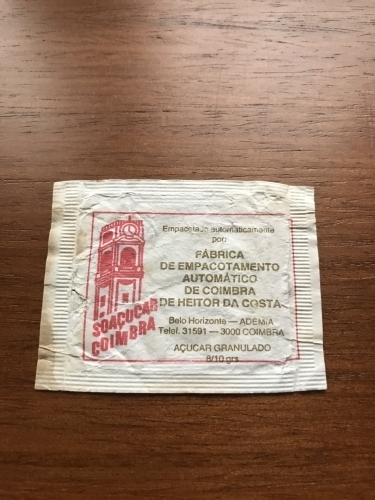 Empacetado automaticamente
por:
FÁBRICA
DE EMPACOTAMENTO
AUTOMÁTICO
DE COIMBRA
DE HEITOR DA COSTA
Belo Horizonte — ADEMIA
Telef. 31591 — 3000 COIMBRA
AÇUCAR GRANULADO
8/10 grs
SOAÇUCAR
COIMBRA